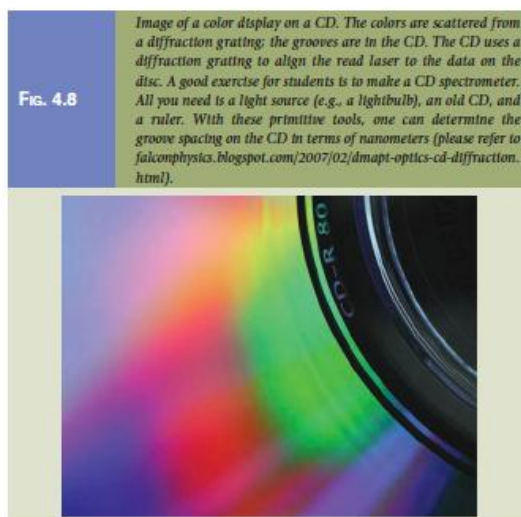 FIG. 4.8
Image of a color display on a CD. The colors are scattered from
a diffraction grating: the grooves are in the CD. The CD uses a
diffraction grating to align the read laser to the data on the
disc. A good exercise for students is to make a CD spectrometer.
All you need is a light source (e.g., a lightbulb), an old CD, and
a ruler. With these primitive tools, one can determine the
groove spacing on the CD in terms of nanometers (please refer to
falconphysics.blogspot.com/2007/02/dmapt-optics-cd-diffraction.
html).
CD-R 80